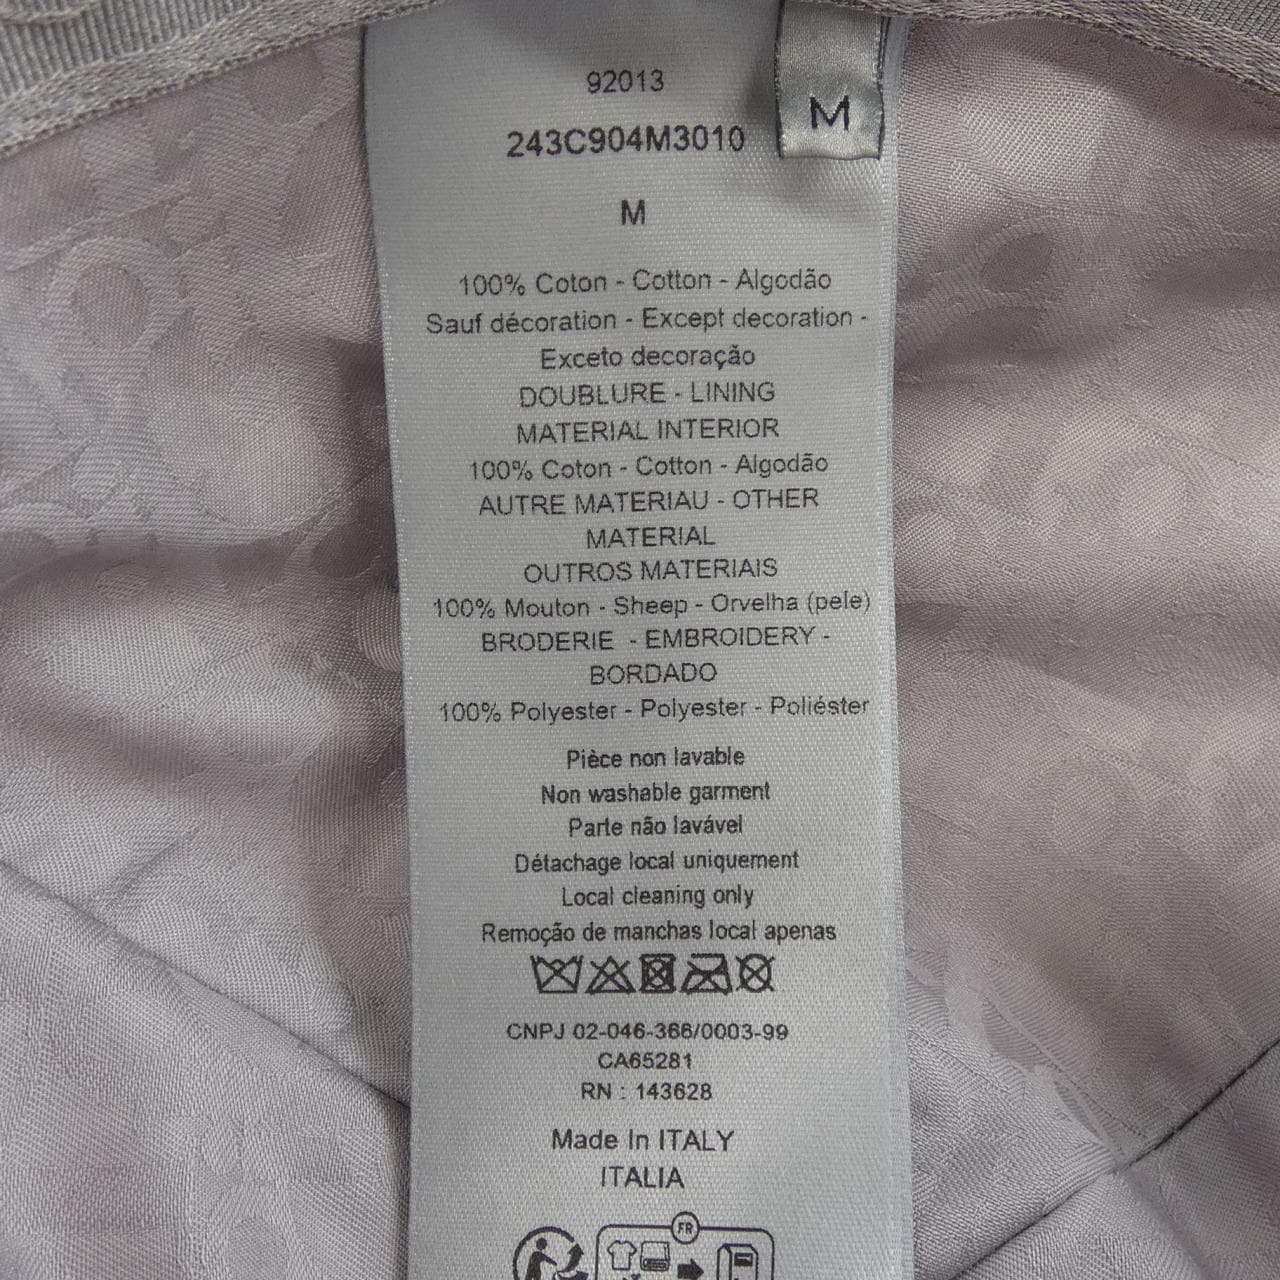 92013
M
243C904M3010
M
100% Coton - Cotton - Algodão
Sauf décoration - Except decoration -
Exceto decoração
DOUBLURE - LINING
MATERIAL INTERIOR
100% Coton - Cotton - Algodão
AUTRE MATERIAU - OTHER
MATERIAL
OUTROS MATERIAIS
100% Mouton - Sheep - Orvelha (pele)
BRODERIE - EMBROIDERY -
BORDADO
100% Polyester - Polyester - Poliéster
Pièce non lavable
Non washable garment
Parte não lavável
Détachage local uniquement
Local cleaning only
Remoção de manchas local apenas
CNPJ 02-046-366/0003-99
CA65281
RN : 143628
Made In ITALY
ITALIA
FR